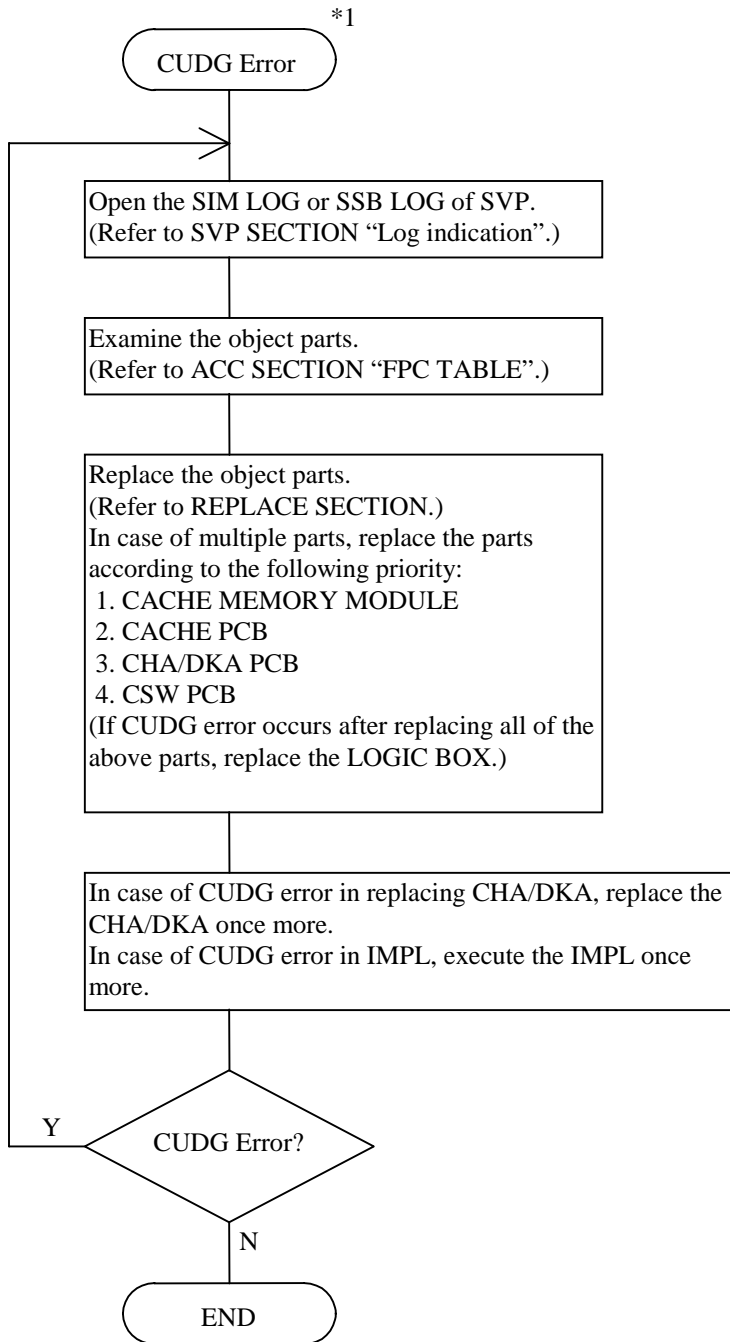 *1
CUDG Error
Open the SIM LOG or SSB LOG of SVP.
(Refer to SVP SECTION “Log indication”.)
Examine the object parts.
(Refer to ACC SECTION “FPC TABLE”.)
Replace the object parts.
(Refer to REPLACE SECTION.)
In case of multiple parts, replace the parts
according to the following priority:
1. CACHE MEMORY MODULE
2. CACHE PCB
3. CHA/DKA PCB
4. CSW PCB
(If CUDG error occurs after replacing all of the
above parts, replace the LOGIC BOX.)
In case of CUDG error in replacing CHA/DKA, replace the
CHA/DKA once more.
In case of CUDG error in IMPL, execute the IMPL once
more.
Y
CUDG Error?
N
END